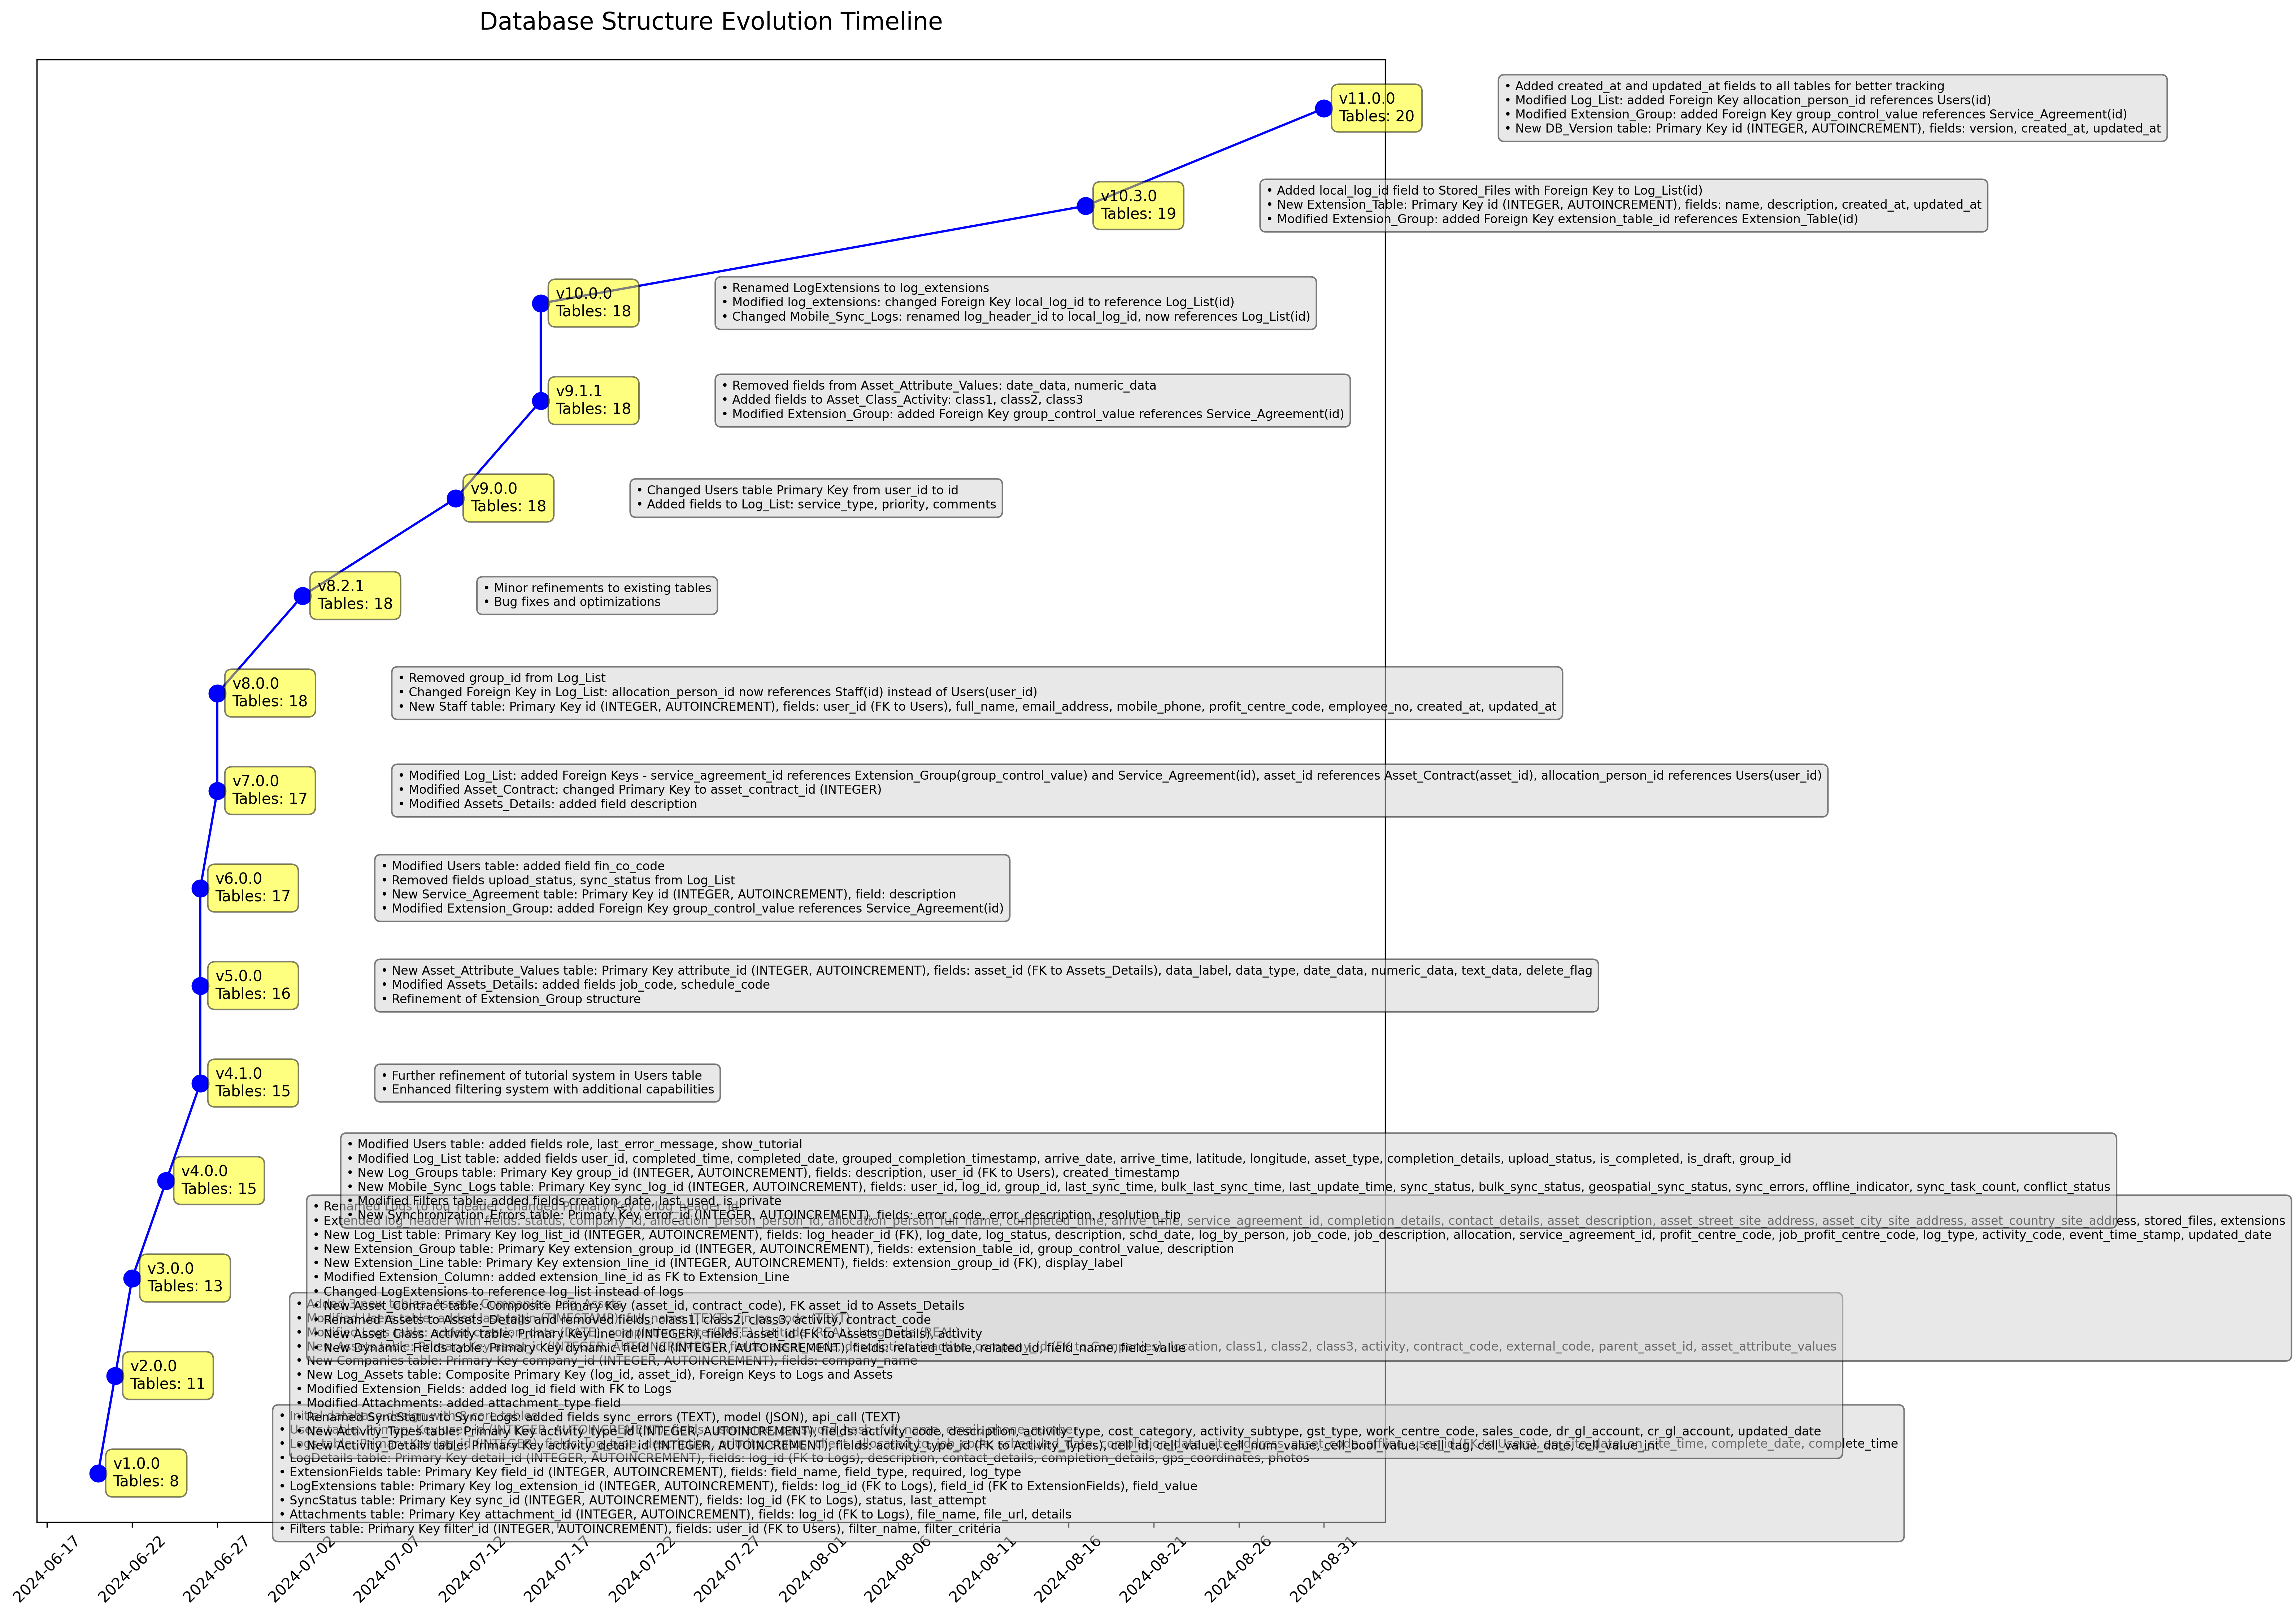 Database Structure Evolution Timeline
v11.0.0
Tables: 20
• Added created_at and updated_at fields to all tables for better tracking
• Modified Log_List: added Foreign Key allocation_person_id references Users(id)
• Modified Extension_Group: added Foreign Key group_control_value references Service_Agreement(id)
• New DB_Version table: Primary Key id (INTEGER, AUTOINCREMENT), fields: version, created_at, updated_at
v10.3.0
Tables: 19
• Added local_log_id field to Stored_Files with Foreign Key to Log_List(id)
• New Extension_Table: Primary Key id (INTEGER, AUTOINCREMENT), fields: name, description, created_at, updated_at
• Modified Extension_Group: added Foreign Key extension_table_id references Extension_Table(id)
v10.0.0
Tables: 18
• Renamed LogExtensions to log_extensions
• Modified log_extensions: changed Foreign Key local_log_id to reference Log_List(id)
• Changed Mobile_Sync_Logs: renamed log_header_id to local_log_id, now references Log_List(id)
v9.1.1
Tables: 18
• Removed fields from Asset_Attribute_Values: date_data, numeric_data
• Added fields to Asset_Class_Activity: class1, class2, class3
• Modified Extension_Group: added Foreign Key group_control_value references Service_Agreement(id)
v9.0.0
Tables: 18
• Changed Users table Primary Key from user_id to id
• Added fields to Log_List: service_type, priority, comments
v8.2.1
Tables: 18
• Minor refinements to existing tables
• Bug fixes and optimizations
v8.0.0
Tables: 18
• Removed group_id from Log_List
• Changed Foreign Key in Log_List: allocation_person_id now references Staff(id) instead of Users(user_id)
• New Staff table: Primary Key id (INTEGER, AUTOINCREMENT), fields: user_id (FK to Users), full_name, email_address, mobile_phone, profit_centre_code, employee_no, created_at, updated_at
v7.0.0
Tables: 17
• Modified Log_List: added Foreign Keys - service_agreement_id references Extension_Group(group_control_value) and Service_Agreement(id), asset_id references Asset_Contract(asset_id), allocation_person_id references Users(user_id)
• Modified Asset_Contract: changed Primary Key to asset_contract_id (INTEGER)
• Modified Assets_Details: added field description
v6.0.0
Tables: 17
• Modified Users table: added field fin_co_code
• Removed fields upload_status, sync_status from Log_List
• New Service_Agreement table: Primary Key id (INTEGER, AUTOINCREMENT), field: description
• Modified Extension_Group: added Foreign Key group_control_value references Service_Agreement(id)
v5.0.0
Tables: 16
• New Asset_Attribute_Values table: Primary Key attribute_id (INTEGER, AUTOINCREMENT), fields: asset_id (FK to Assets_Details), data_label, data_type, date_data, numeric_data, text_data, delete_flag
• Modified Assets_Details: added fields job_code, schedule_code
• Refinement of Extension_Group structure
v4.1.0
Tables: 15
• Further refinement of tutorial system in Users table
• Enhanced filtering system with additional capabilities
v4.0.0
Tables: 15
• Modified Users table: added fields role, last_error_message, show_tutorial
• Modified Log_List table: added fields user_id, completed_time, completed_date, grouped_completion_timestamp, arrive_date, arrive_time, latitude, longitude, asset_type, completion_details, upload_status, is_completed, is_draft, group_id
• New Log_Groups table: Primary Key group_id (INTEGER, AUTOINCREMENT), fields: description, user_id (FK to Users), created_timestamp
• New Mobile_Sync_Logs table: Primary Key sync_log_id (INTEGER, AUTOINCREMENT), fields: user_id, log_id, group_id, last_sync_time, bulk_last_sync_time, last_update_time, sync_status, bulk_sync_status, geospatial_sync_status, sync_errors, offline_indicator, sync_task_count, conflict_status
• Modified Filters table: added fields creation_date, last_used, is_private
• New Synchronization_Errors table: Primary Key error_id (INTEGER, AUTOINCREMENT), fields: error_code, error_description, resolution_tip
v3.0.0
Tables: 13
• Renamed Logs to log_header, changed Primary Key to log_header_id
• Extended log_header with fields: status, company_id, allocation_person_person_id, allocation_person_full_name, completed_time, arrive_time, service_agreement_id, completion_details, contact_details, asset_description, asset_street_site_address, asset_city_site_address, asset_country_site_address, stored_files, extensions
• New Log_List table: Primary Key log_list_id (INTEGER, AUTOINCREMENT), fields: log_header_id (FK), log_date, log_status, description, schd_date, log_by_person, job_code, job_description, allocation, service_agreement_id, profit_centre_code, job_profit_centre_code, log_type, activity_code, event_time_stamp, updated_date
• New Extension_Group table: Primary Key extension_group_id (INTEGER, AUTOINCREMENT), fields: extension_table_id, group_control_value, description
• New Extension_Line table: Primary Key extension_line_id (INTEGER, AUTOINCREMENT), fields: extension_group_id (FK), display_label
• Modified Extension_Column: added extension_line_id as FK to Extension_Line
• Changed LogExtensions to reference log_list instead of logs
• New Asset_Contract table: Composite Primary Key (asset_id, contract_code), FK asset_id to Assets_Details
• Renamed Assets to Assets_Details and removed fields: class1, class2, class3, activity, contract_code
• New Asset_Class_Activity table: Primary Key line_id (INTEGER), fields: asset_id (FK to Assets_Details), activity
• New Dynamic_Fields table: Primary Key dynamic_field_id (INTEGER, AUTOINCREMENT), fields: related_table, record_id, field_name, field_value
v2.0.0
Tables: 11
location, class1, class2, class3, activity, contract_code, external_code, parent_asset_id, asset_attribute_values
• New Companies table: Primary Key company_id (INTEGER, AUTOINCREMENT), fields: company_name
• New Log_Assets table: Composite Primary Key (log_id, asset_id), Foreign Keys to Logs and Assets
• Modified Extension_Fields: added log_id field with FK to Logs
• Modified Attachments: added attachment_type field
• Renamed SyncStatus to Sync_Logs: added fields sync_errors (TEXT), model (JSON), api_call (TEXT)
• New Activity_Types table: Primary Key activity_type_id (INTEGER, AUTOINCREMENT), fields: activity_code, description, activity_type, cost_category, activity_subtype, gst_type, work_centre_code, sales_code, dr_gl_account, cr_gl_account, updated_date
• New Activity_Details table: Primary Key activity_detail_id (INTEGER, AUTOINCREMENT), fields: activity_type_id (FK to Activity_Types), cell_id, cell_value, cell_num_value, cell_bool_value, cell_tag, cell_value_date, cell_value_int
v1.0.0
Tables: 8
complete_date, complete_time
• LogDetails table: Primary Key detail_id (INTEGER, AUTOINCREMENT), fields: log_id (FK to Logs), description, contact_details, completion_details, gps_coordinates, photos
• ExtensionFields table: Primary Key field_id (INTEGER, AUTOINCREMENT), fields: field_name, field_type, required, log_type
• LogExtensions table: Primary Key log_extension_id (INTEGER, AUTOINCREMENT), fields: log_id (FK to Logs), field_id (FK to ExtensionFields), field_value
• SyncStatus table: Primary Key sync_id (INTEGER, AUTOINCREMENT), fields: log_id (FK to Logs), status, last_attempt
• Attachments table: Primary Key attachment_id (INTEGER, AUTOINCREMENT), fields: log_id (FK to Logs), file_name, file_url, details
• Filters table: Primary Key filter_id (INTEGER, AUTOINCREMENT), fields: user_id (FK to Users), filter_name, filter_criteria
2024-06-17
2024-06-22
2024-06-27
2024-07-02
2024-07-07
2024-07-12
2024-07-17
2024-07-22
2024-07-27
2024-08-01
2024-08-06
2024-08-11
2024-08-16
2024-08-21
2024-08-26
2024-08-31